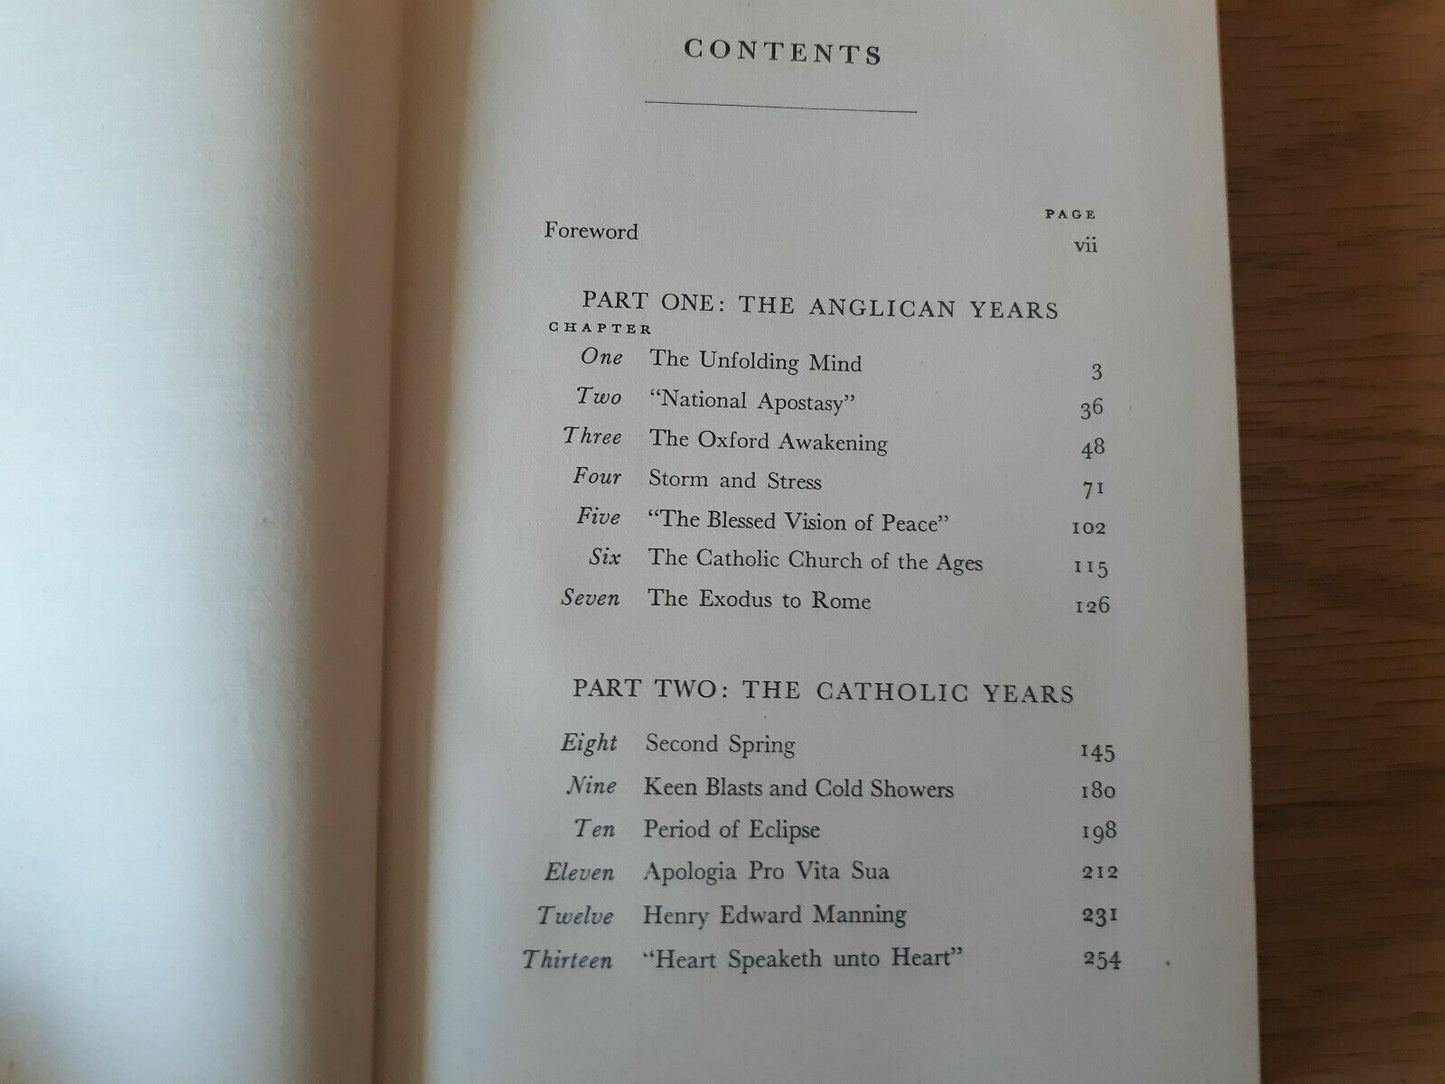 CONTENTS
PAGE
Foreword vii
PART ONE: THE ANGLICAN YEARS
CHAPTER
One The Unfolding Mind 3
Two “National Apostasy” 36
Three The Oxford Awakening 48
Four Storm and Stress 71
Five “The Blessed Vision of Peace” 102
Six The Catholic Church of the Ages 115
Seven The Exodus to Rome 126
PART TWO: THE CATHOLIC YEARS
Eight Second Spring 145
Nine Keen Blasts and Cold Showers 180
Ten Period of Eclipse 198
Eleven Apologia Pro Vita Sua 212
Twelve Henry Edward Manning 231
Thirteen “Heart Speaketh unto Heart” 254